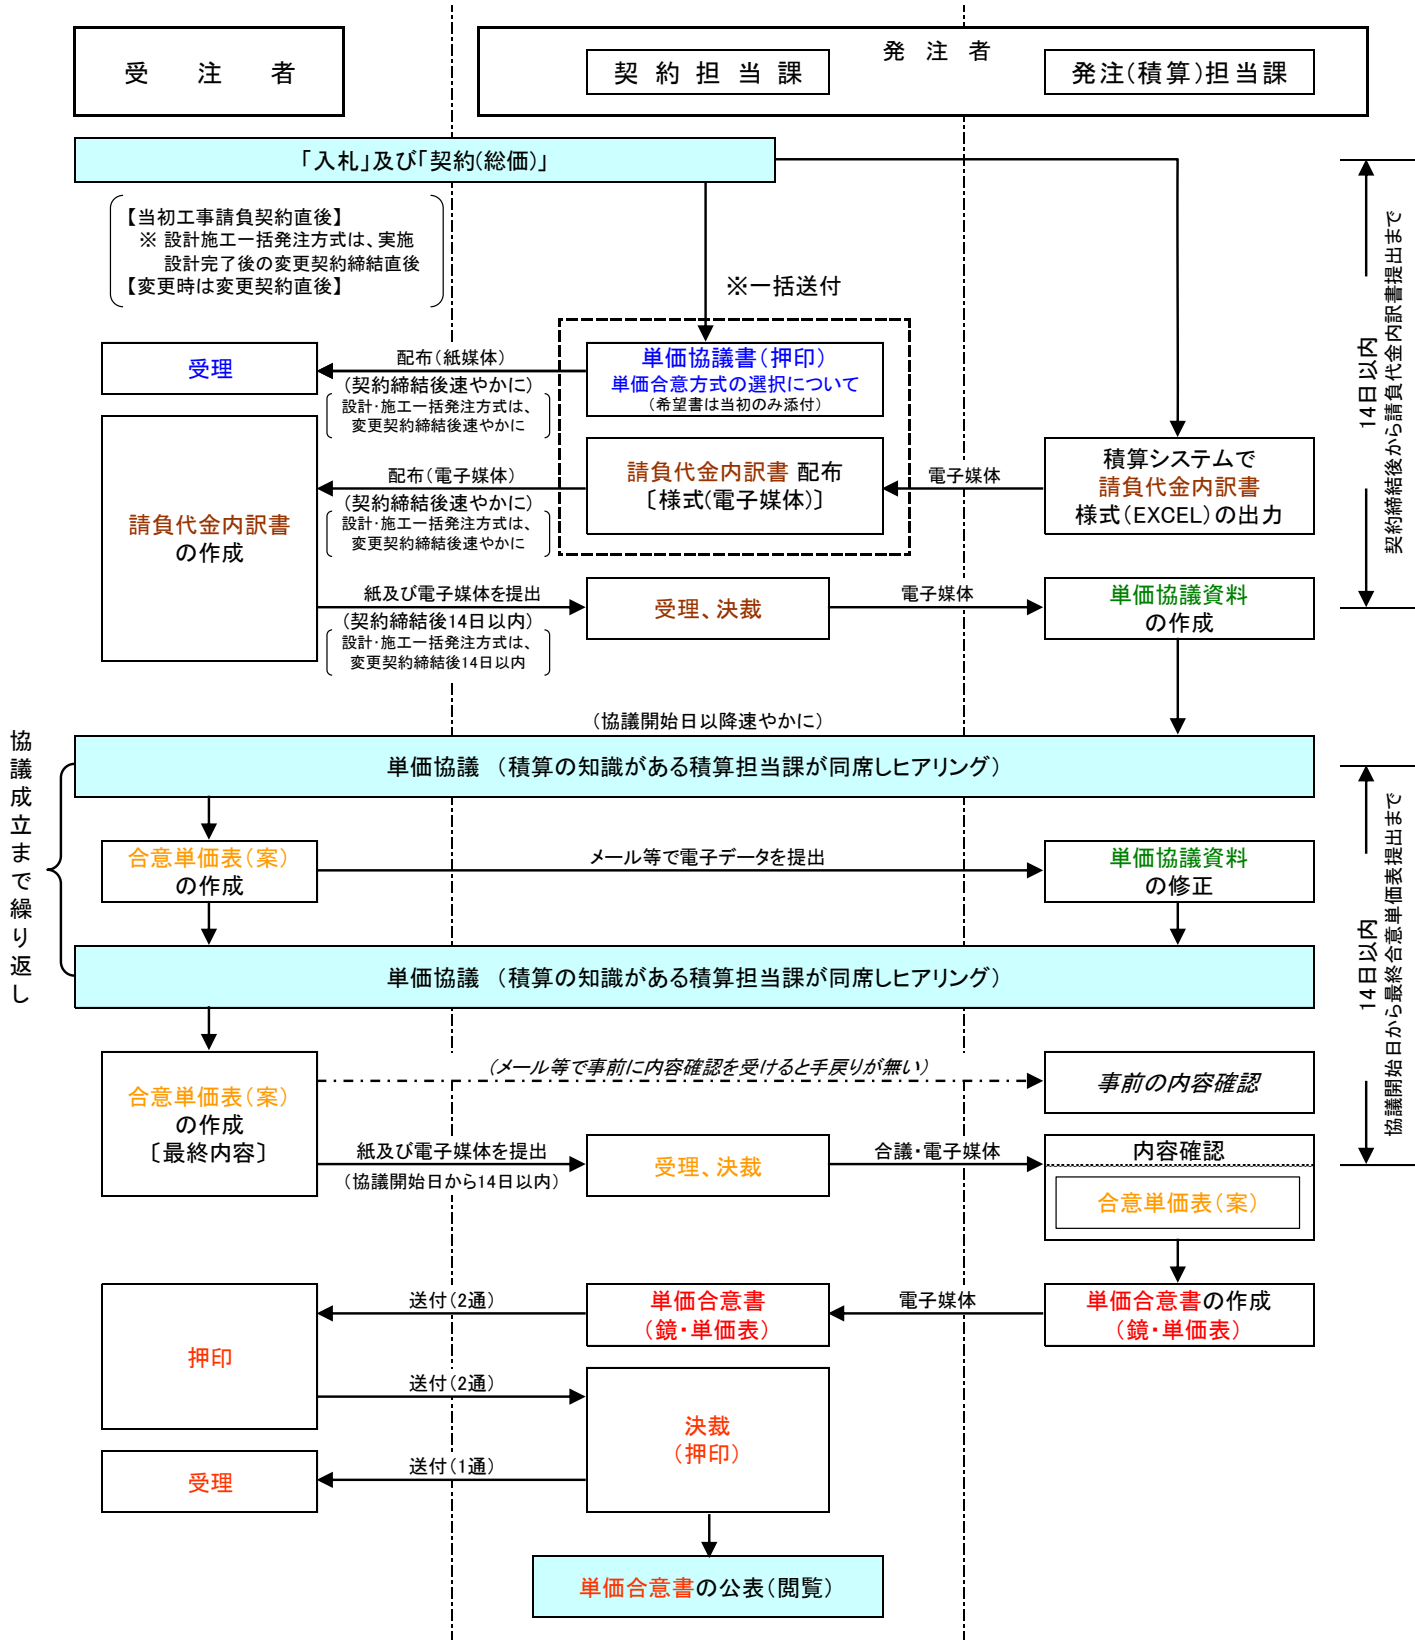 受　注　者
発　注　者
契約担当課
発注(積算)担当課
「入札」及び「契約(総価)」
【当初工事請負契約直後】
※ 設計施工一括発注方式は、実施
設計完了後の変更契約締結直後
【変更時は変更契約直後】
※一括送付
14日以内
契約締結後から請負代金内訳書提出まで
受理
配布(紙媒体)
(契約締結後速やかに)
設計・施工一括発注方式は、
変更契約締結後速やかに
単価協議書(押印)
単価合意方式の選択について
(希望書は当初のみ添付)
請負代金内訳書
の作成
配布(電子媒体)
(契約締結後速やかに)
設計・施工一括発注方式は、
変更契約締結後速やかに
請負代金内訳書 配布
〔様式(電子媒体)〕
電子媒体
積算システムで
請負代金内訳書
様式(EXCEL)の出力
紙及び電子媒体を提出
(契約締結後14日以内)
設計・施工一括発注方式は、
変更契約締結後14日以内
受理、決裁
電子媒体
単価協議資料
の作成
(協議開始日以降速やかに)
協議成立まで繰り返し
単価協議 (積算の知識がある積算担当課が同席しヒアリング)
14日以内
協議開始日から最終合意単価表提出まで
合意単価表(案)
の作成
メール等で電子データを提出
単価協議資料
の修正
単価協議 (積算の知識がある積算担当課が同席しヒアリング)
合意単価表(案)
の作成
〔最終内容〕
(メール等で事前に内容確認を受けると手戻りが無い)
事前の内容確認
紙及び電子媒体を提出
(協議開始日から14日以内)
受理、決裁
合議・電子媒体
内容確認
合意単価表(案)
押印
送付(2通)
単価合意書
(鏡・単価表)
電子媒体
単価合意書の作成
(鏡・単価表)
送付(2通)
決裁
(押印)
受理
送付(1通)
単価合意書の公表(閲覧)